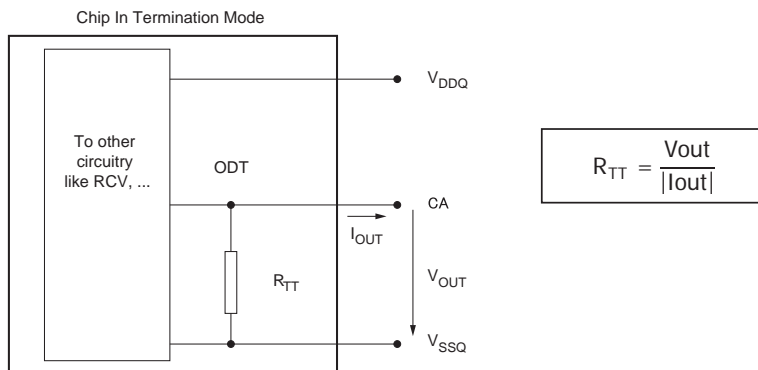 Chip In Termination Mode
V_DDQ
To other
circuitry
like RCV, ...
ODT
R_TT = Vout / |Iout|
CA
I_OUT
R_TT
V_OUT
V_SSQ